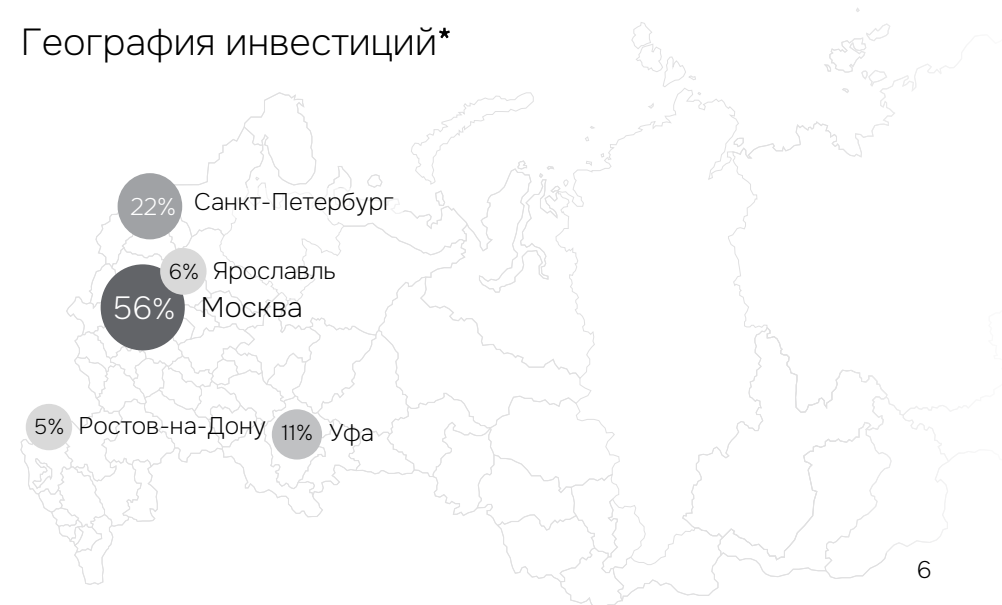 География инвестиций*
22% Санкт-Петербург
6% Ярославль
56% Москва
5% Ростов-на-Дону
11% Уфа
6